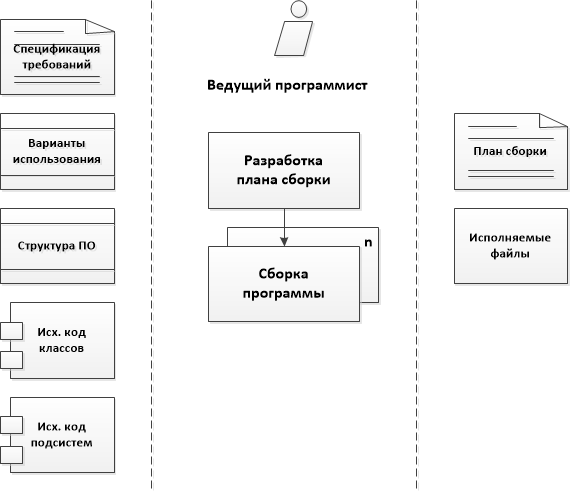 Спецификация
требований
Варианты
использования
Структура ПО
Исх. код
классов
Исх. код
подсистем
Ведущий программист
Разработка
плана сборки
n
Сборка
программы
План сборки
Исполняемые
файлы